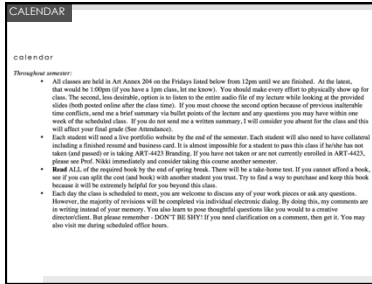 CALENDAR
calendar
Throughout semester:
• All classes are held in Art Annex 204 on the Fridays listed below from 12pm until we are finished. At the latest,
that would be 1:00pm (if you have a 1pm class, let me know). You should make every effort to physically show up for
class. The second, less desirable, option is to listen to the entire audio file of my lecture while looking at the provided
slides (both posted online after the class time). If you must choose the second option because of previous inalterable
time conflicts, send me a brief summary via bullet points of the lecture and any questions you may have within one
week of the scheduled class. If you do not send me a written summary, I will consider you absent for the class and this
will affect your final grade (See Attendance).
• Each student will need a live portfolio website by the end of the semester. Each student will also need to have collateral
including a finished resume and business card. It is almost impossible for a student to pass this class if he/she has not
taken (and passed) or is taking ART-4423 Branding. If you have not taken or are not currently enrolled in ART-4423,
please see Prof. Nikki immediately and consider taking this course another semester.
• Read ALL of the required book by the end of spring break. There will be a take-home test. If you cannot afford a book,
see if you can split the cost (and book) with another student you trust. Try to find a way to purchase and keep this book
because it will be extremely helpful for you beyond this class.
• Each day the class is scheduled to meet, you are welcome to discuss any of your work pieces or ask any questions.
However, the majority of revisions will be completed via individual electronic dialog. By doing this, my comments are
in writing instead of your memory. You also learn to pose thoughtful questions like you would to a creative
director/client. But please remember - DON'T BE SHY! If you need clarification on a comment, then get it. You may
also visit me during scheduled office hours.